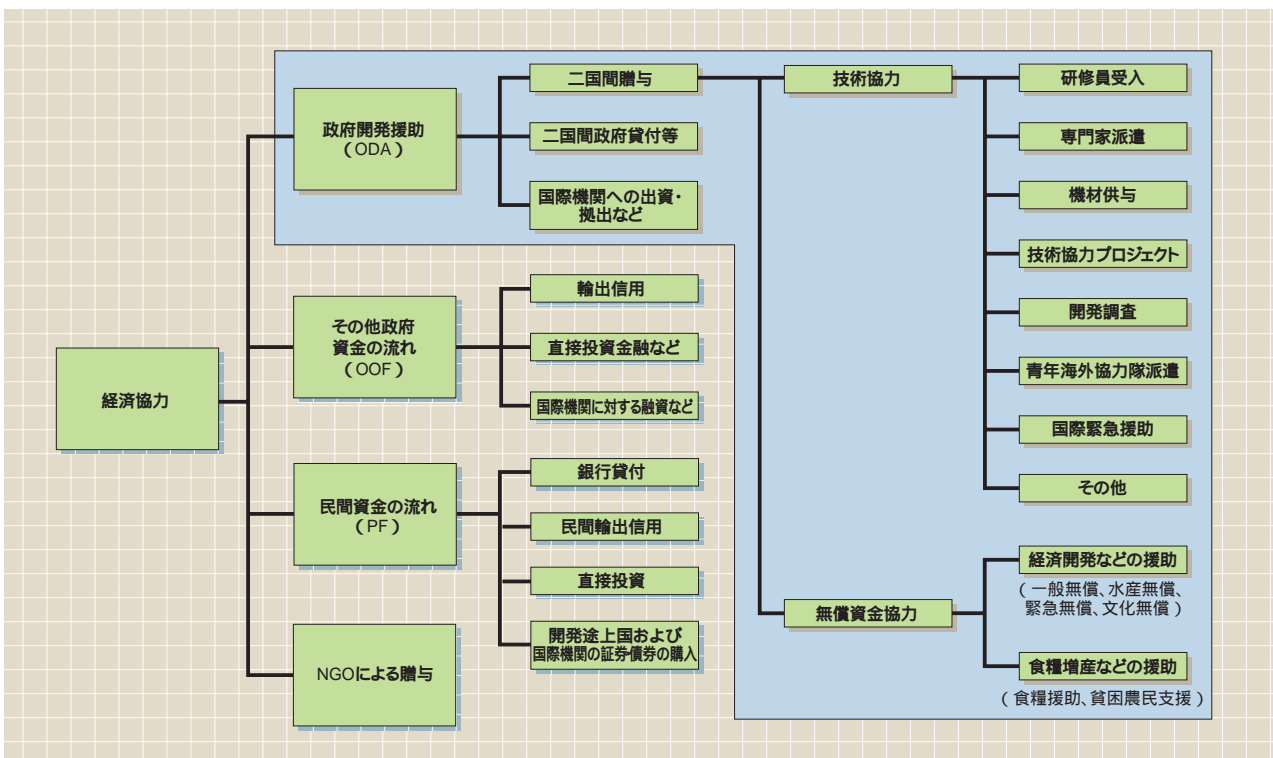 経済協力
政府開発援助
（ODA）
二国間贈与
二国間政府貸付等
国際機関への出資・
拠出など
技術協力
研修員受入
専門家派遣
機材供与
技術協力プロジェクト
開発調査
青年海外協力隊派遣
国際緊急援助
その他
無償資金協力
経済開発などの援助
（一般無償、水産無償、
緊急無償、文化無償）
食糧増産などの援助
（食糧援助、貧困農民支援）
その他政府
資金の流れ
（OOF）
輸出信用
直接投資金融など
国際機関に対する融資など
民間資金の流れ
（PF）
銀行貸付
民間輸出信用
直接投資
開発途上国および
国際機関の証券・債券の購入
NGOによる贈与